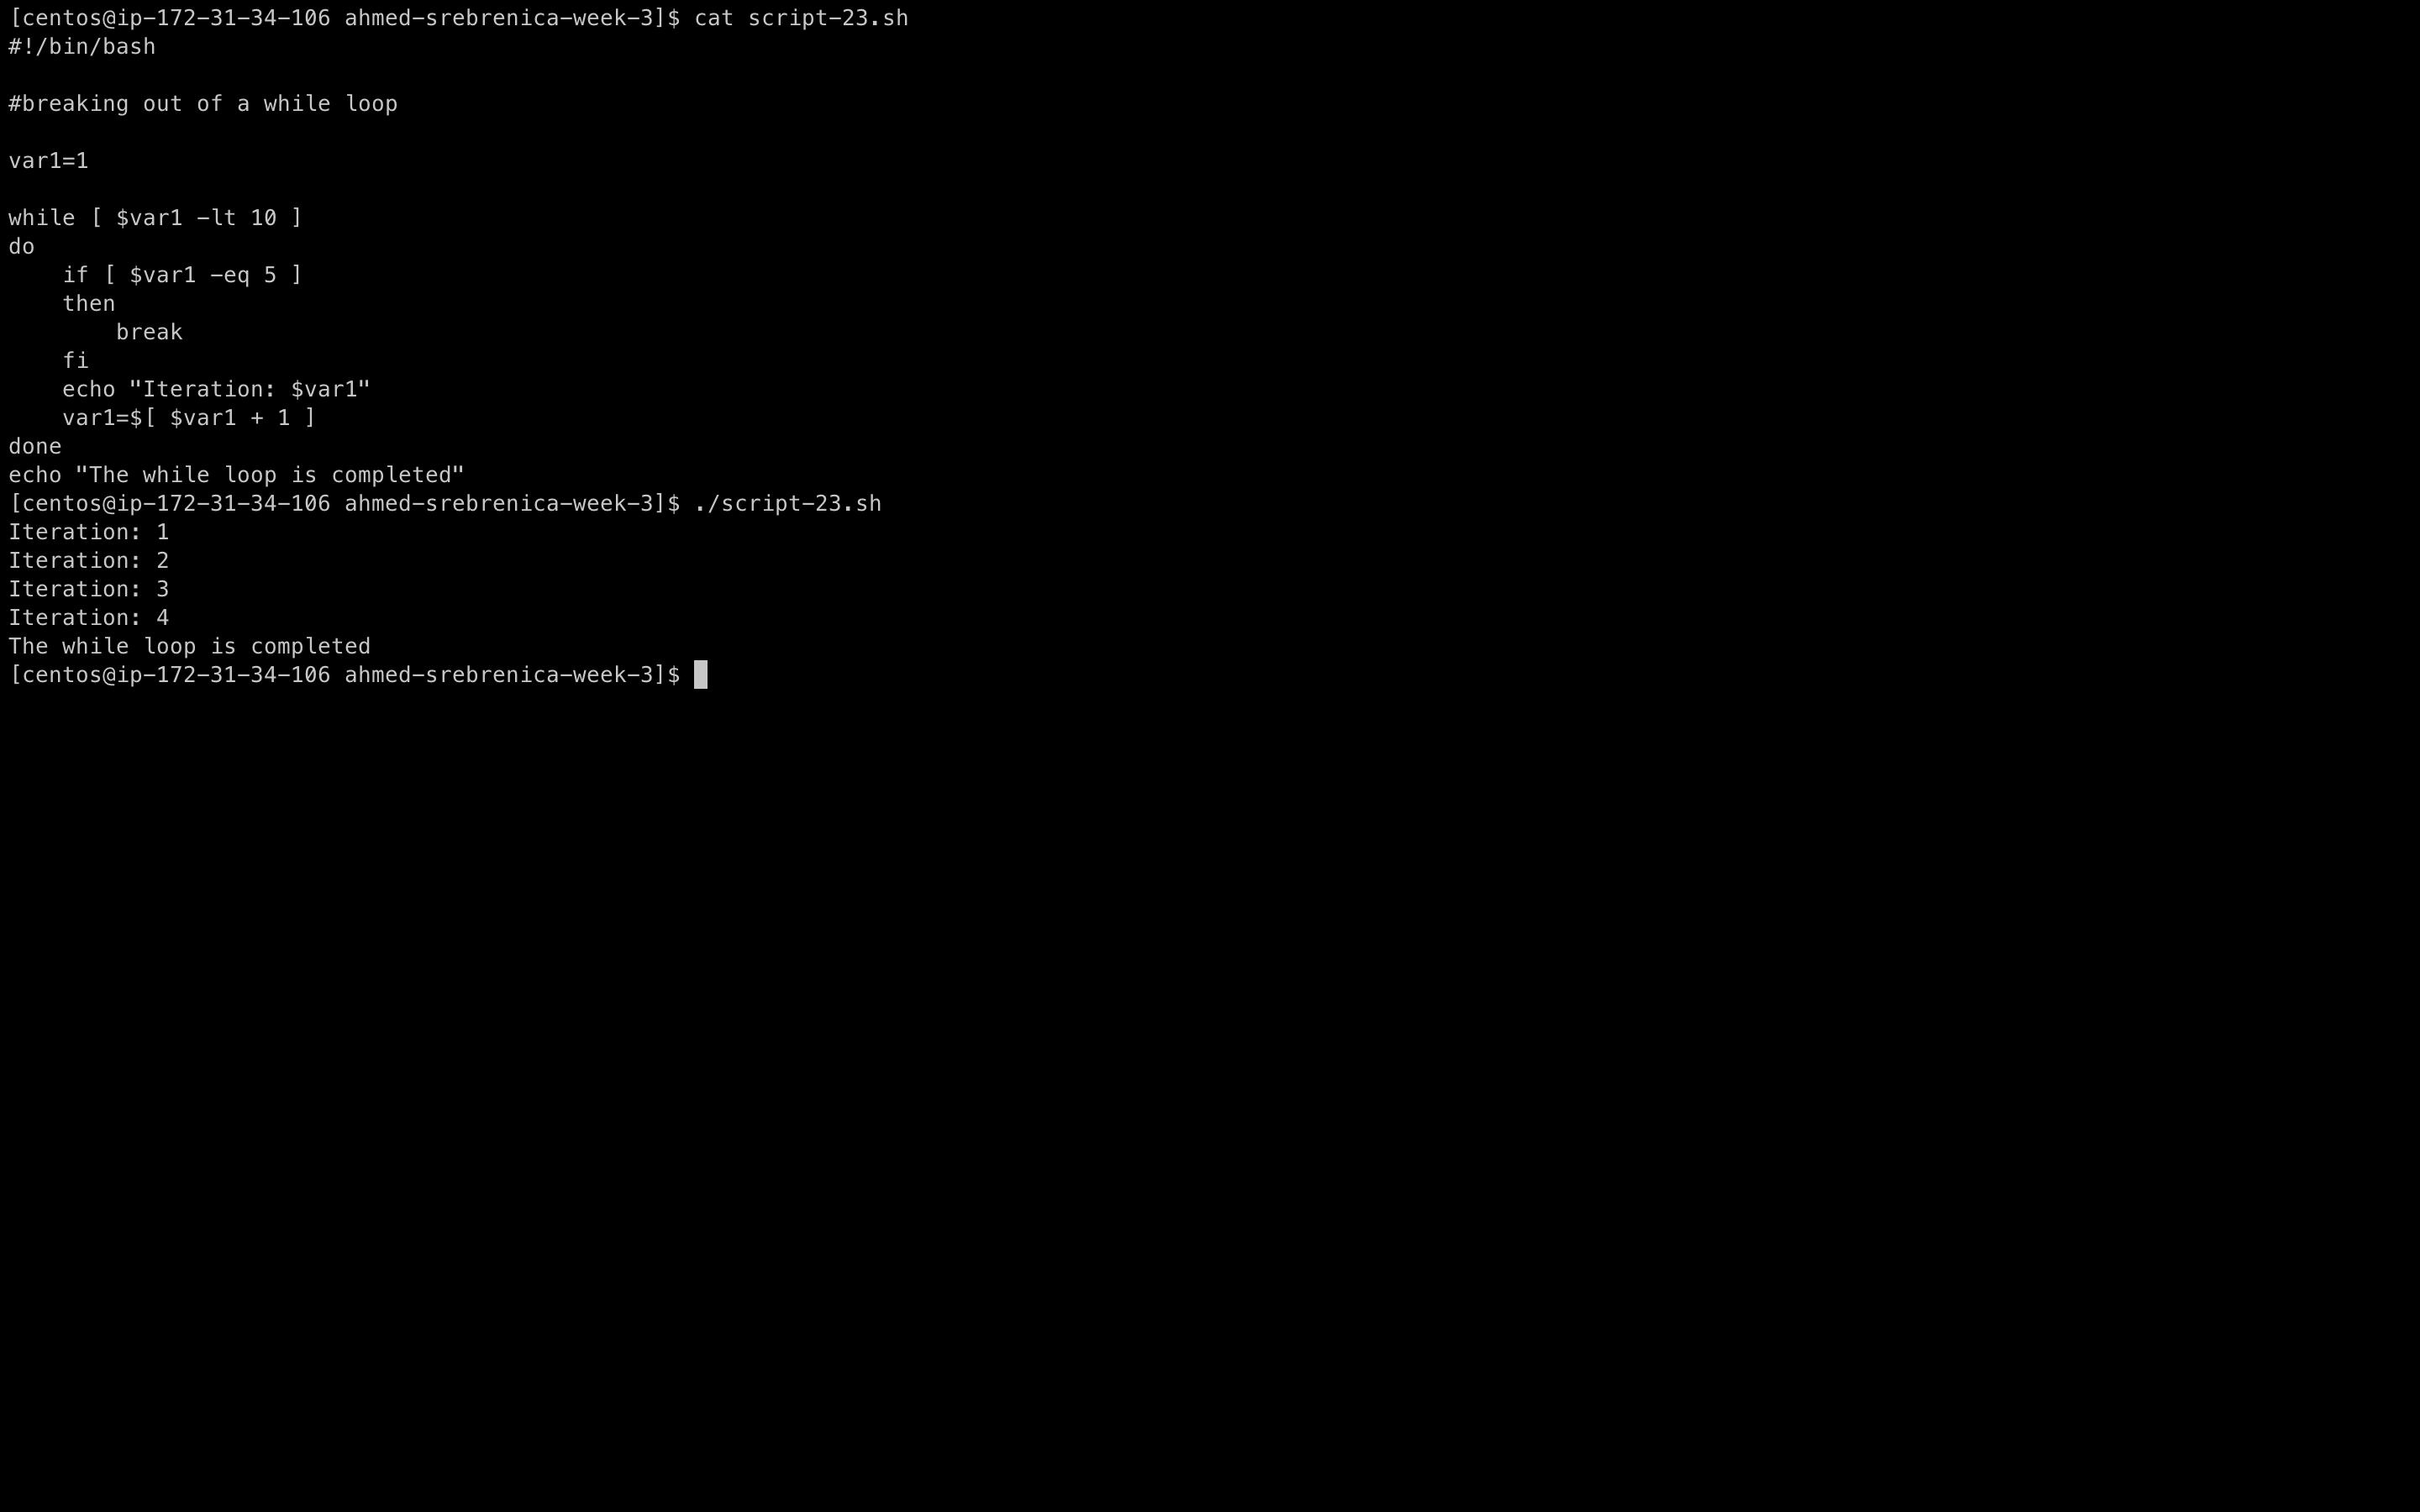 [centos@ip-172-31-34-106 ahmed-srebrenica-week-3]$ cat script-23.sh
#!/bin/bash

#breaking out of a while loop

var1=1

while [ $var1 -lt 10 ]
do
    if [ $var1 -eq 5 ]
    then
        break
    fi
    echo "Iteration: $var1"
    var1=$[ $var1 + 1 ]
done
echo "The while loop is completed"
[centos@ip-172-31-34-106 ahmed-srebrenica-week-3]$ ./script-23.sh
Iteration: 1
Iteration: 2
Iteration: 3
Iteration: 4
The while loop is completed
[centos@ip-172-31-34-106 ahmed-srebrenica-week-3]$